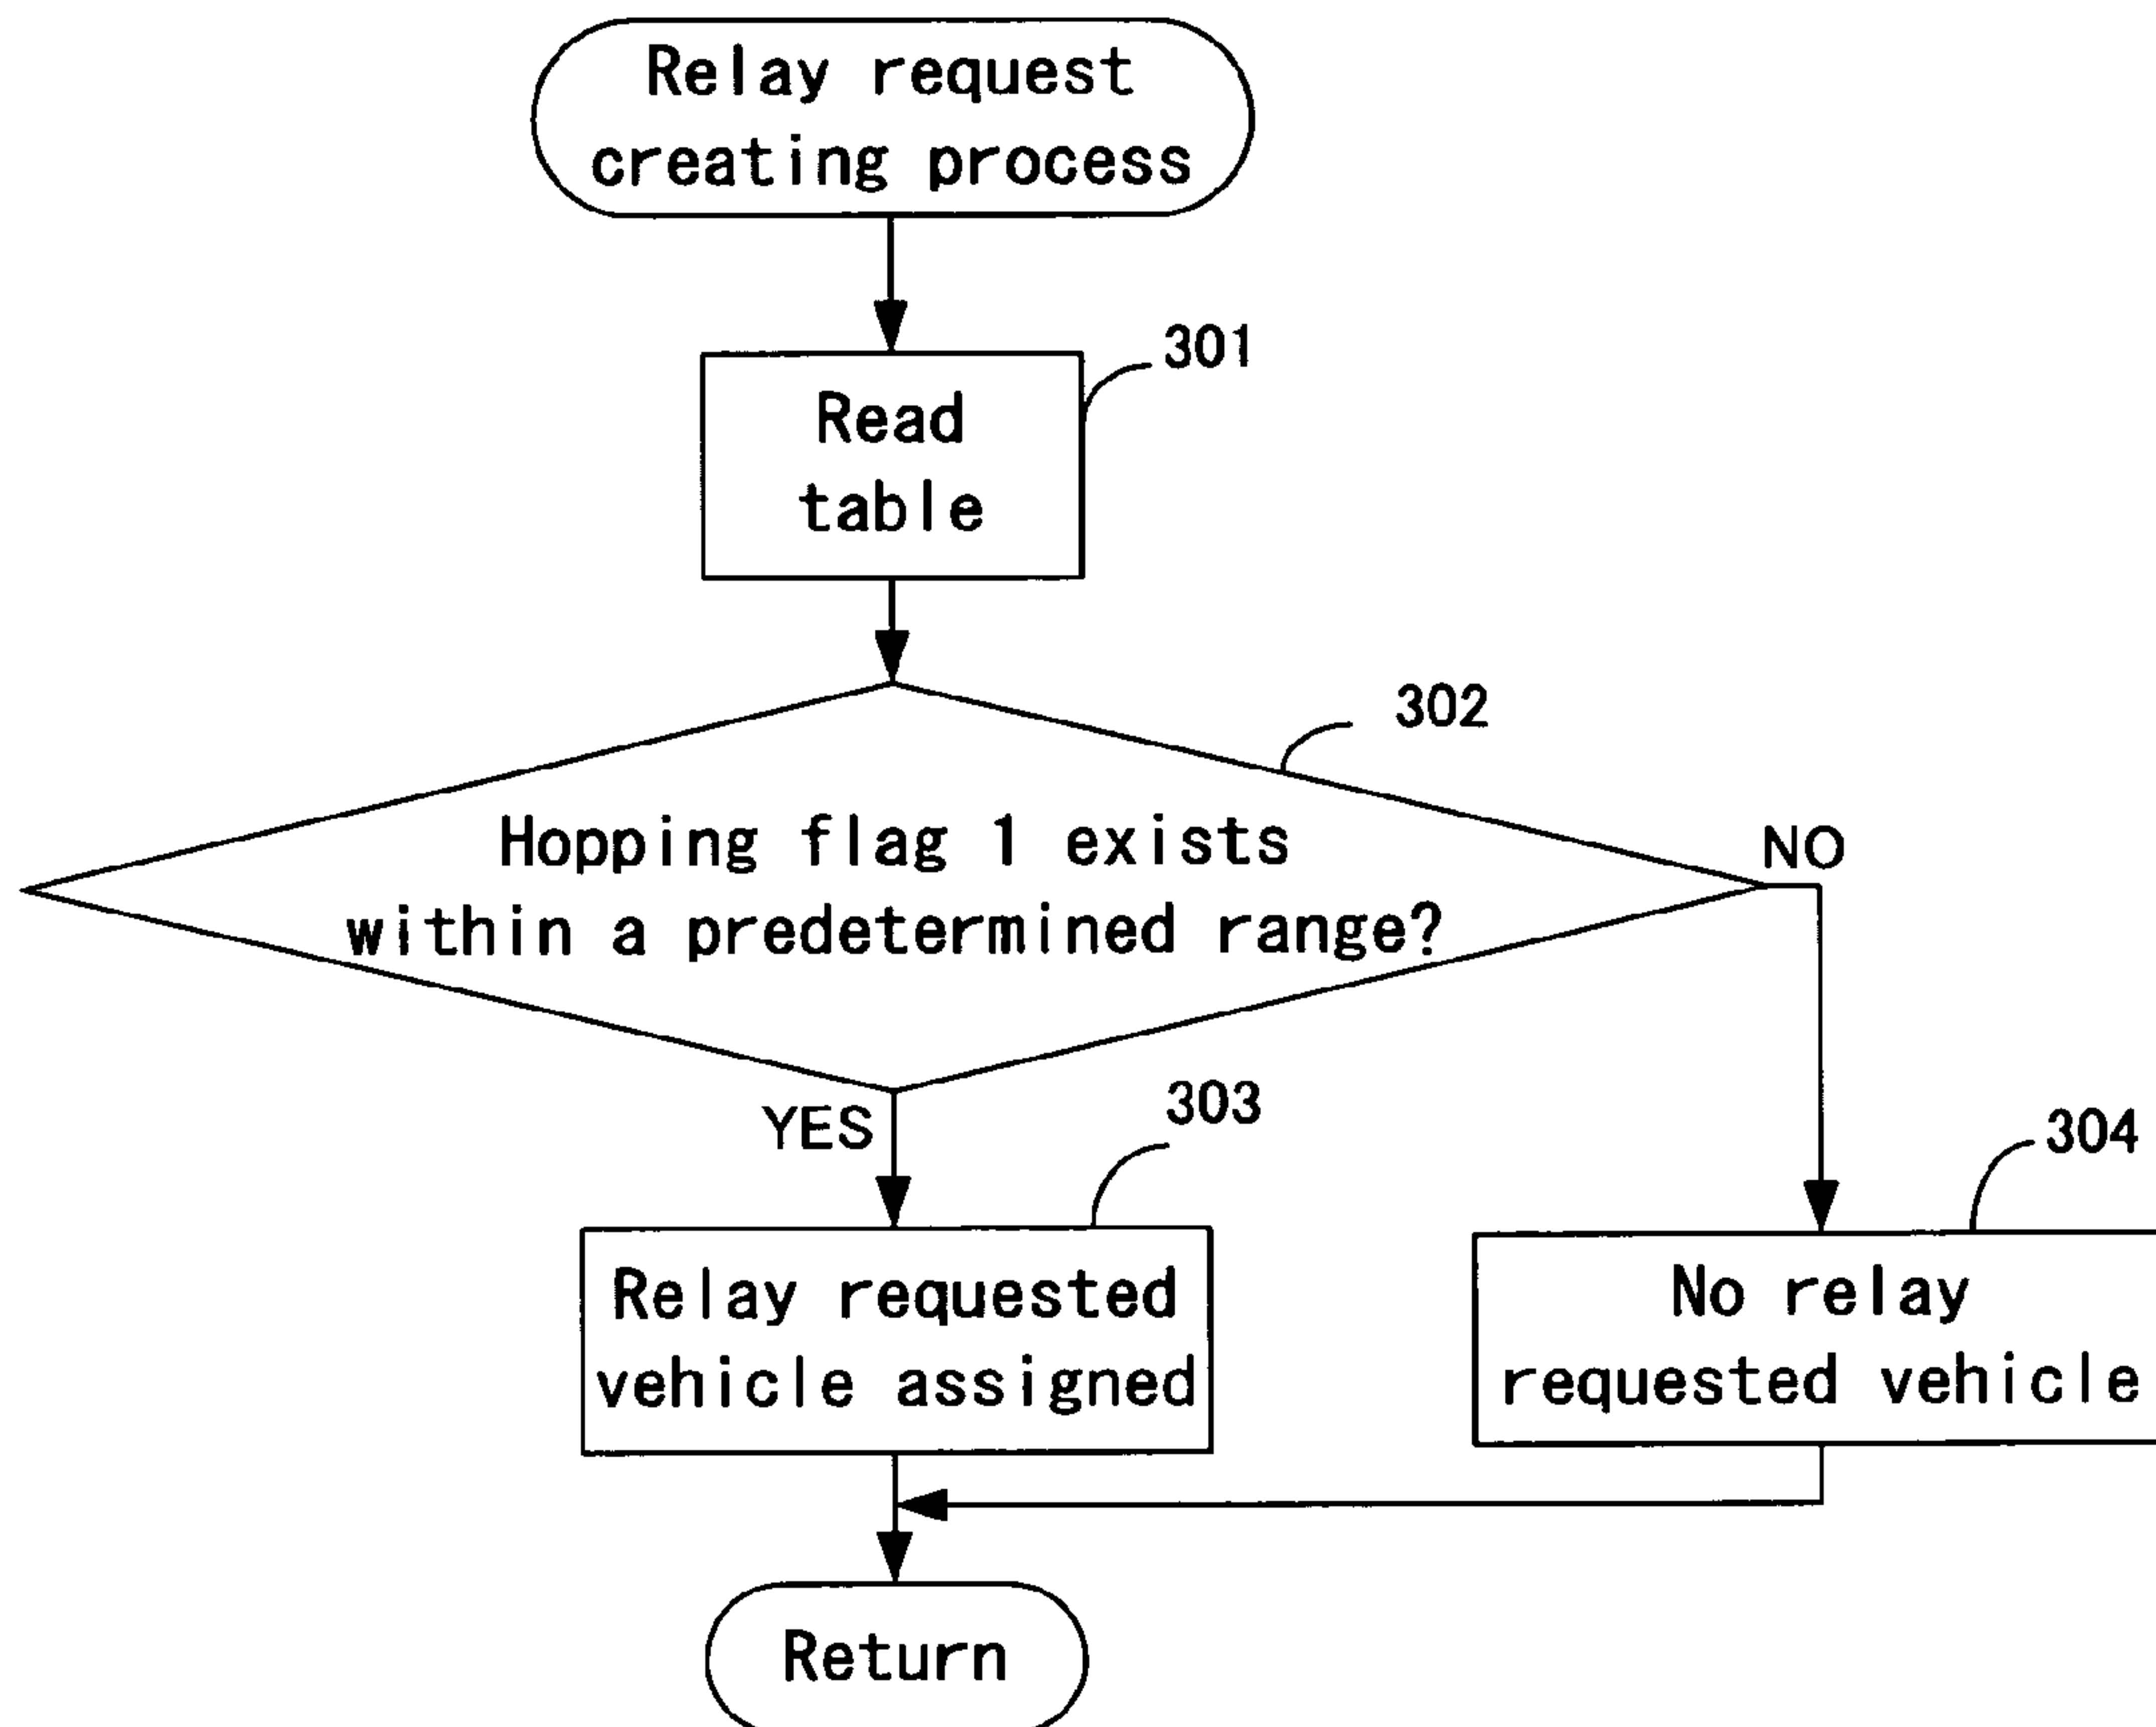 Relay request
creating process
301
Read
table
302
Hopping flag 1 exists
within a predetermined range?
NO
YES
303
304
Relay requested
vehicle assigned
No relay
requested vehicle
Return